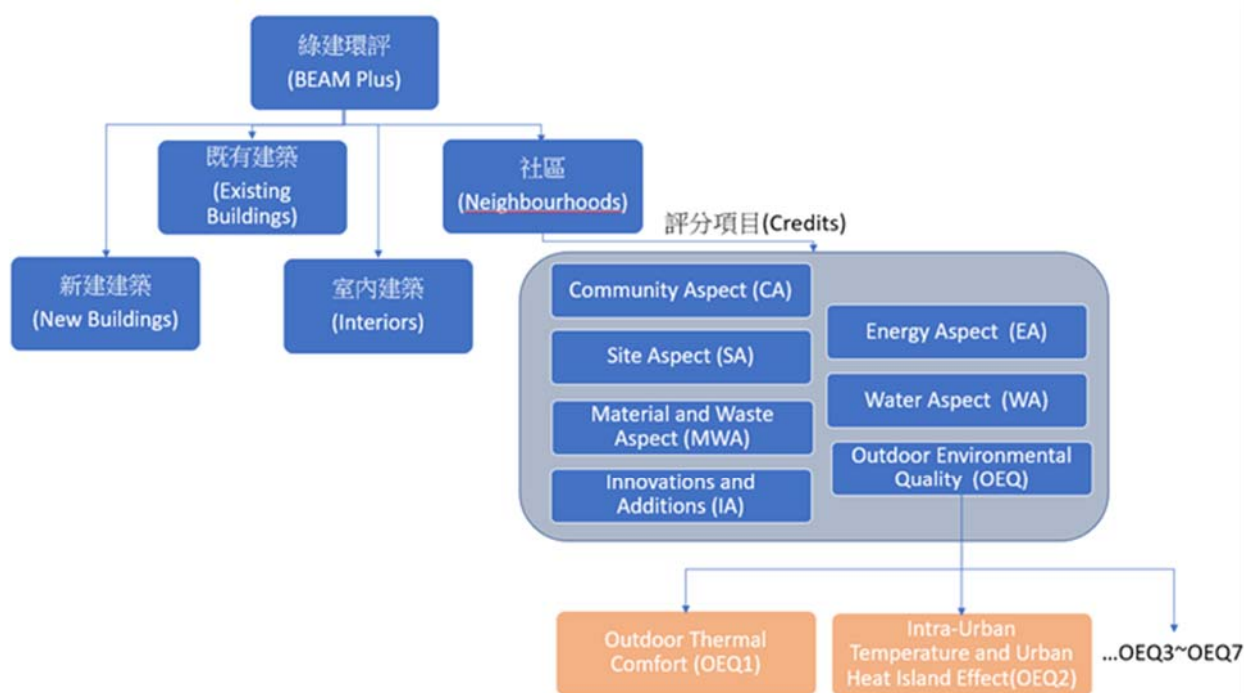 綠建環評
(BEAM Plus)
既有建築
(Existing
Buildings)
社區
(Neighbourhoods)
評分項目(Credits)
新建建築
(New Buildings)
室内建築
(Interiors)
Community Aspect (CA)
Site Aspect (SA)
Material and Waste
Aspect (MWA)
Innovations and
Additions (IA)
Energy Aspect (EA)
Water Aspect (WA)
Outdoor Environmental
Quality (OEQ)
Outdoor Thermal
Comfort (OEQ1)
Intra-Urban
Temperature and Urban
Heat Island Effect(OEQ2)
...OEQ3~OEQ7